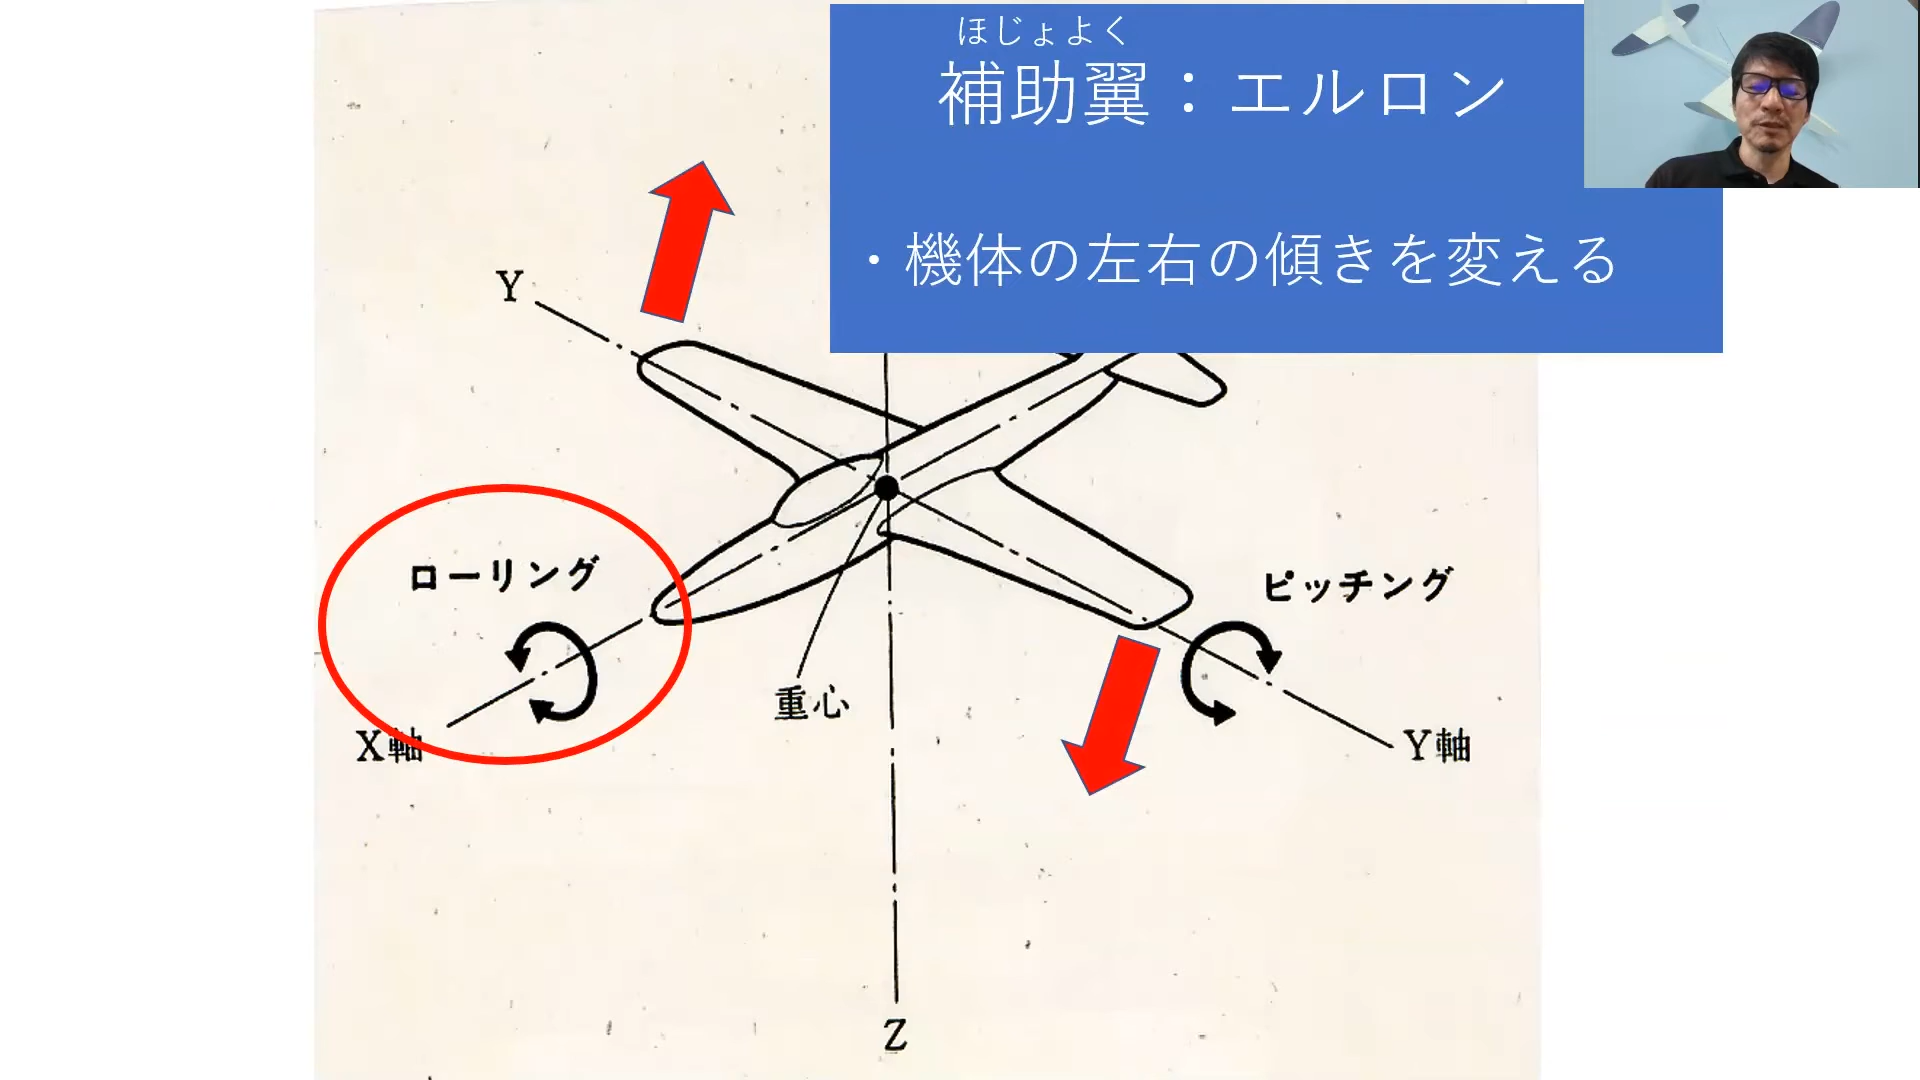 ほじょよく
補助翼：エルロン
・機体の左右の傾きを変える
Y
ローリング
ピッチング
重心
X軸
Y軸
Z